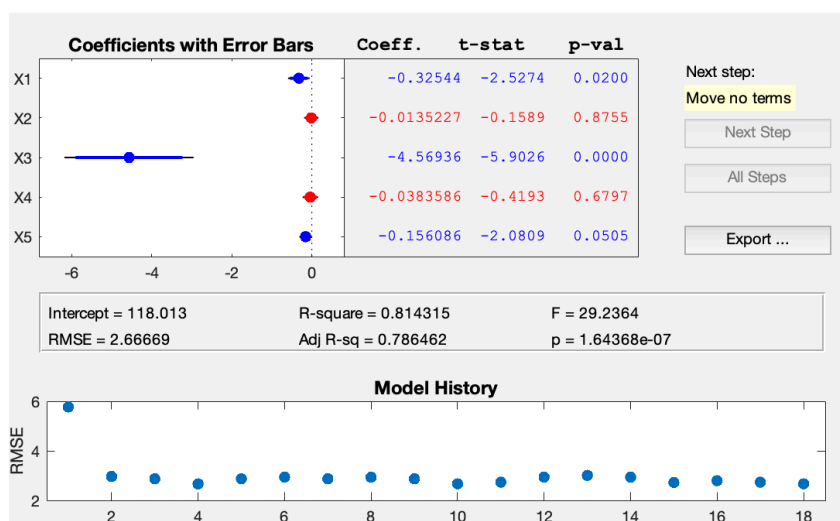 Coefficients with Error Bars Coeff. t-stat p-val
X1 -0.32544 -2.5274 0.0200
X2 -0.0135227 -0.1589 0.8755
X3 -4.56936 -5.9026 0.0000
X4 -0.0383586 -0.4193 0.6797
X5 -0.156086 -2.0809 0.0505
-6 -4 -2 0
Next step:
Move no terms
Next Step
All Steps
Export ...
Intercept = 118.013 R-square = 0.814315 F = 29.2364
RMSE = 2.66669 Adj R-sq = 0.786462 p = 1.64368e-07
Model History
RMSE
6
4
2
2 4 6 8 10 12 14 16 18